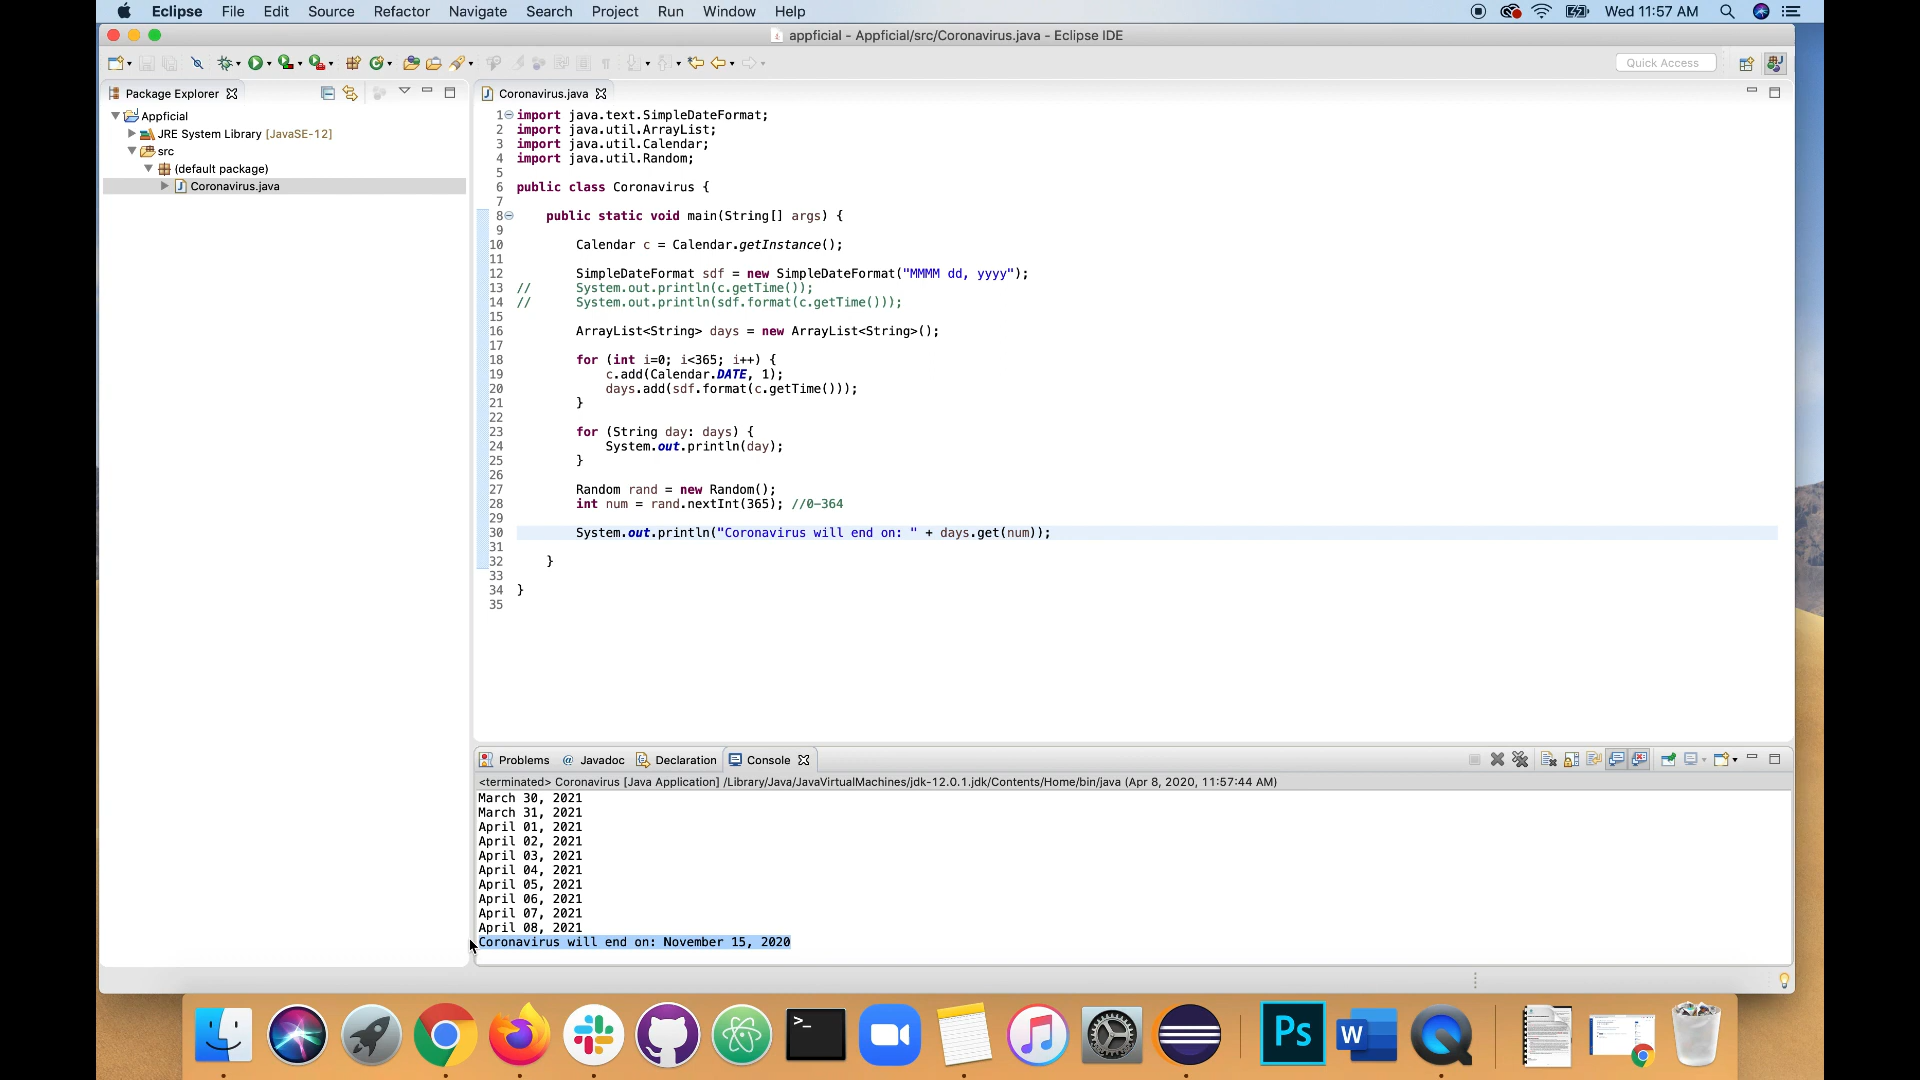 Eclipse File Edit Source Refactor Navigate Search Project Run Window Help Wed 11:57 AM
appficial - Appficial/src/Coronavirus.java - Eclipse IDE
Quick Access
Package Explorer
Appficial
JRE System Library [JavaSE-12]
src
(default package)
Coronavirus.java
Coronavirus.java
1 import java.text.SimpleDateFormat;
2 import java.util.ArrayList;
3 import java.util.Calendar;
4 import java.util.Random;
5
6 public class Coronavirus {
7
8 public static void main(String[] args) {
9
10 Calendar c = Calendar.getInstance();
11
12 SimpleDateFormat sdf = new SimpleDateFormat("MMMM dd, yyyy");
13 // System.out.println(c.getTime());
14 // System.out.println(sdf.format(c.getTime()));
15
16 ArrayList<String> days = new ArrayList<String>();
17
18 for (int i=0; i<365; i++) {
19 c.add(Calendar.DATE, 1);
20 days.add(sdf.format(c.getTime()));
21 }
22
23 for (String day: days) {
24 System.out.println(day);
25 }
26
27 Random rand = new Random();
28 int num = rand.nextInt(365); //0-364
29
30 System.out.println("Coronavirus will end on: " + days.get(num));
31
32 }
33
34 }
35
Problems Javadoc Declaration Console
<terminated> Coronavirus [Java Application] /Library/Java/JavaVirtualMachines/jdk-12.0.1.jdk/Contents/Home/bin/java (Apr 8, 2020, 11:57:44 AM)
March 30, 2021
March 31, 2021
April 01, 2021
April 02, 2021
April 03, 2021
April 04, 2021
April 05, 2021
April 06, 2021
April 07, 2021
April 08, 2021
Coronavirus will end on: November 15, 2020
>_
Ps
W